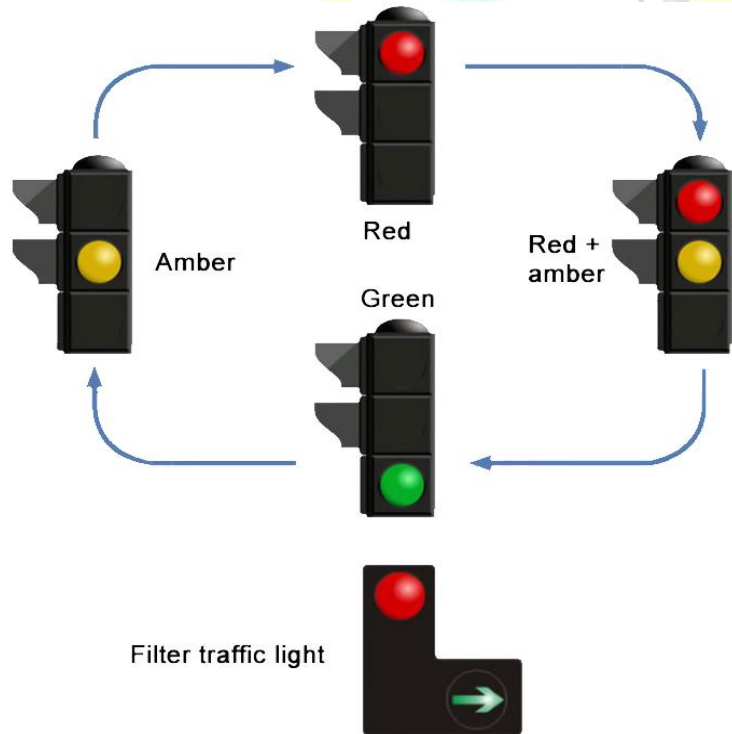 Red
Amber
Red +
amber
Green
Filter traffic light